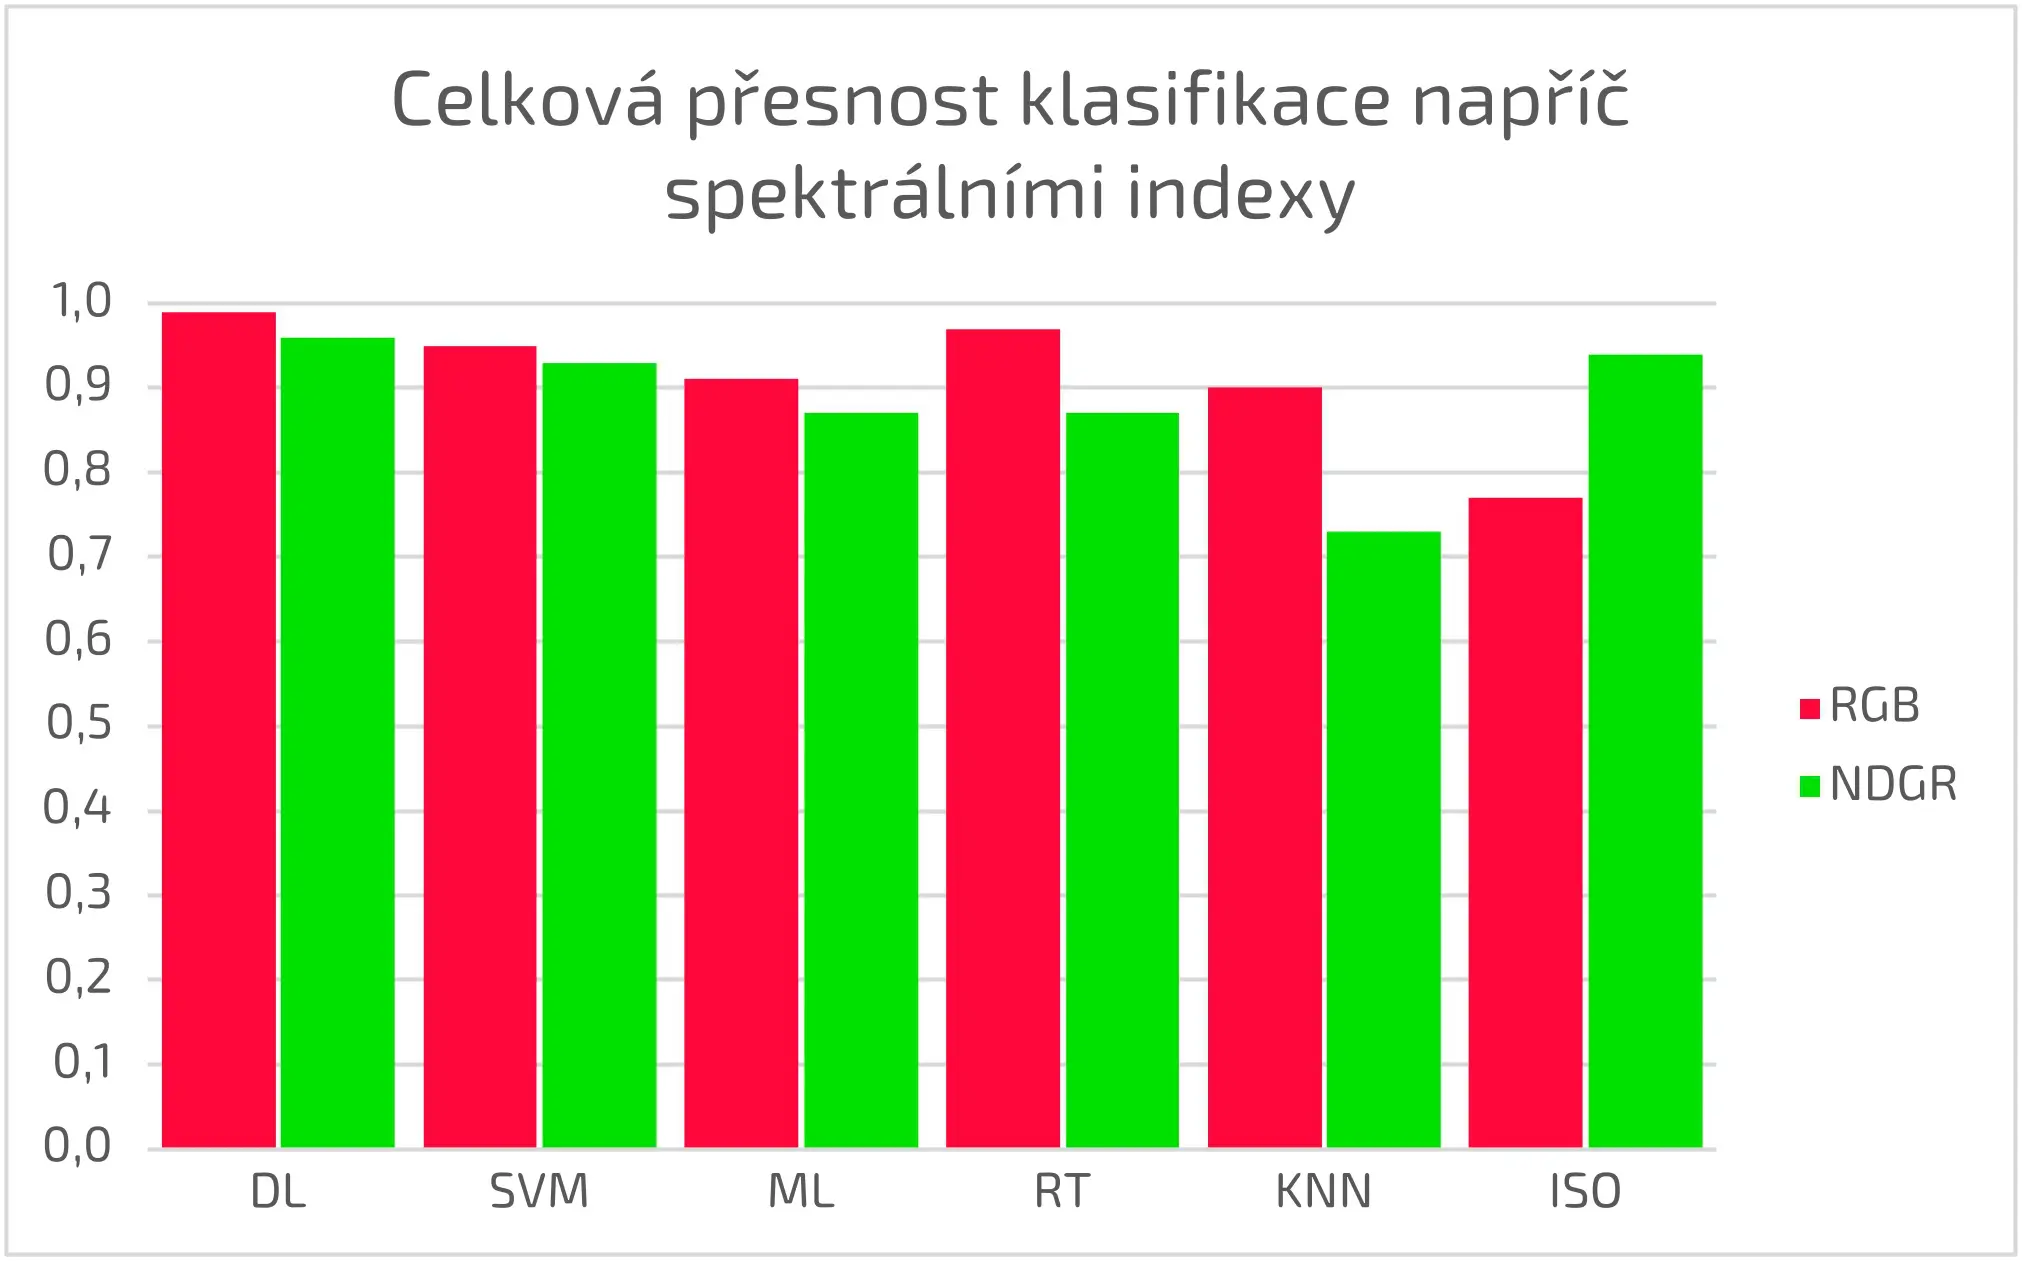 Celková přesnost klasifikace napříč
spektrálními indexy
1,0
0,9
0,8
0,7
0,6
0,5
0,4
0,3
0,2
0,1
0,0
DL SVM ML RT KNN ISO
RGB
NDGR